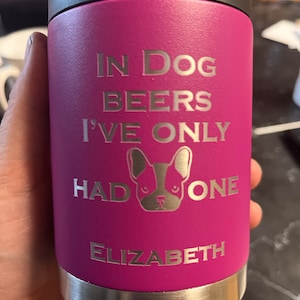 IN DOG
BEERS
I'VE ONLY
HAD ONE
ELIZABETH